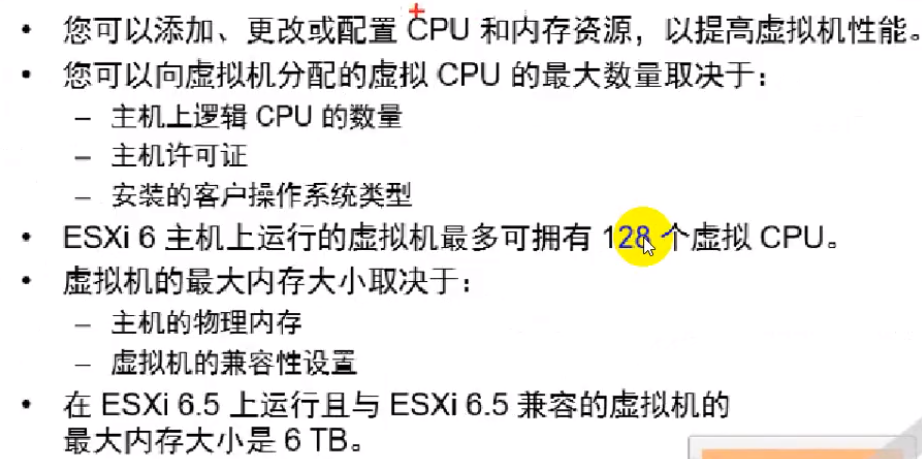 • 您可以添加、更改或配置 CPU 和内存资源，以提高虚拟机性能。
• 您可以向虚拟机分配的虚拟 CPU 的最大数量取决于：
– 主机上逻辑 CPU 的数量
– 主机许可证
– 安装的客户操作系统类型
• ESXi 6 主机上运行的虚拟机最多可拥有 128 个虚拟 CPU。
• 虚拟机的最大内存大小取决于：
– 主机的物理内存
– 虚拟机的兼容性设置
• 在 ESXi 6.5 上运行且与 ESXi 6.5 兼容的虚拟机的
最大内存大小是 6 TB。